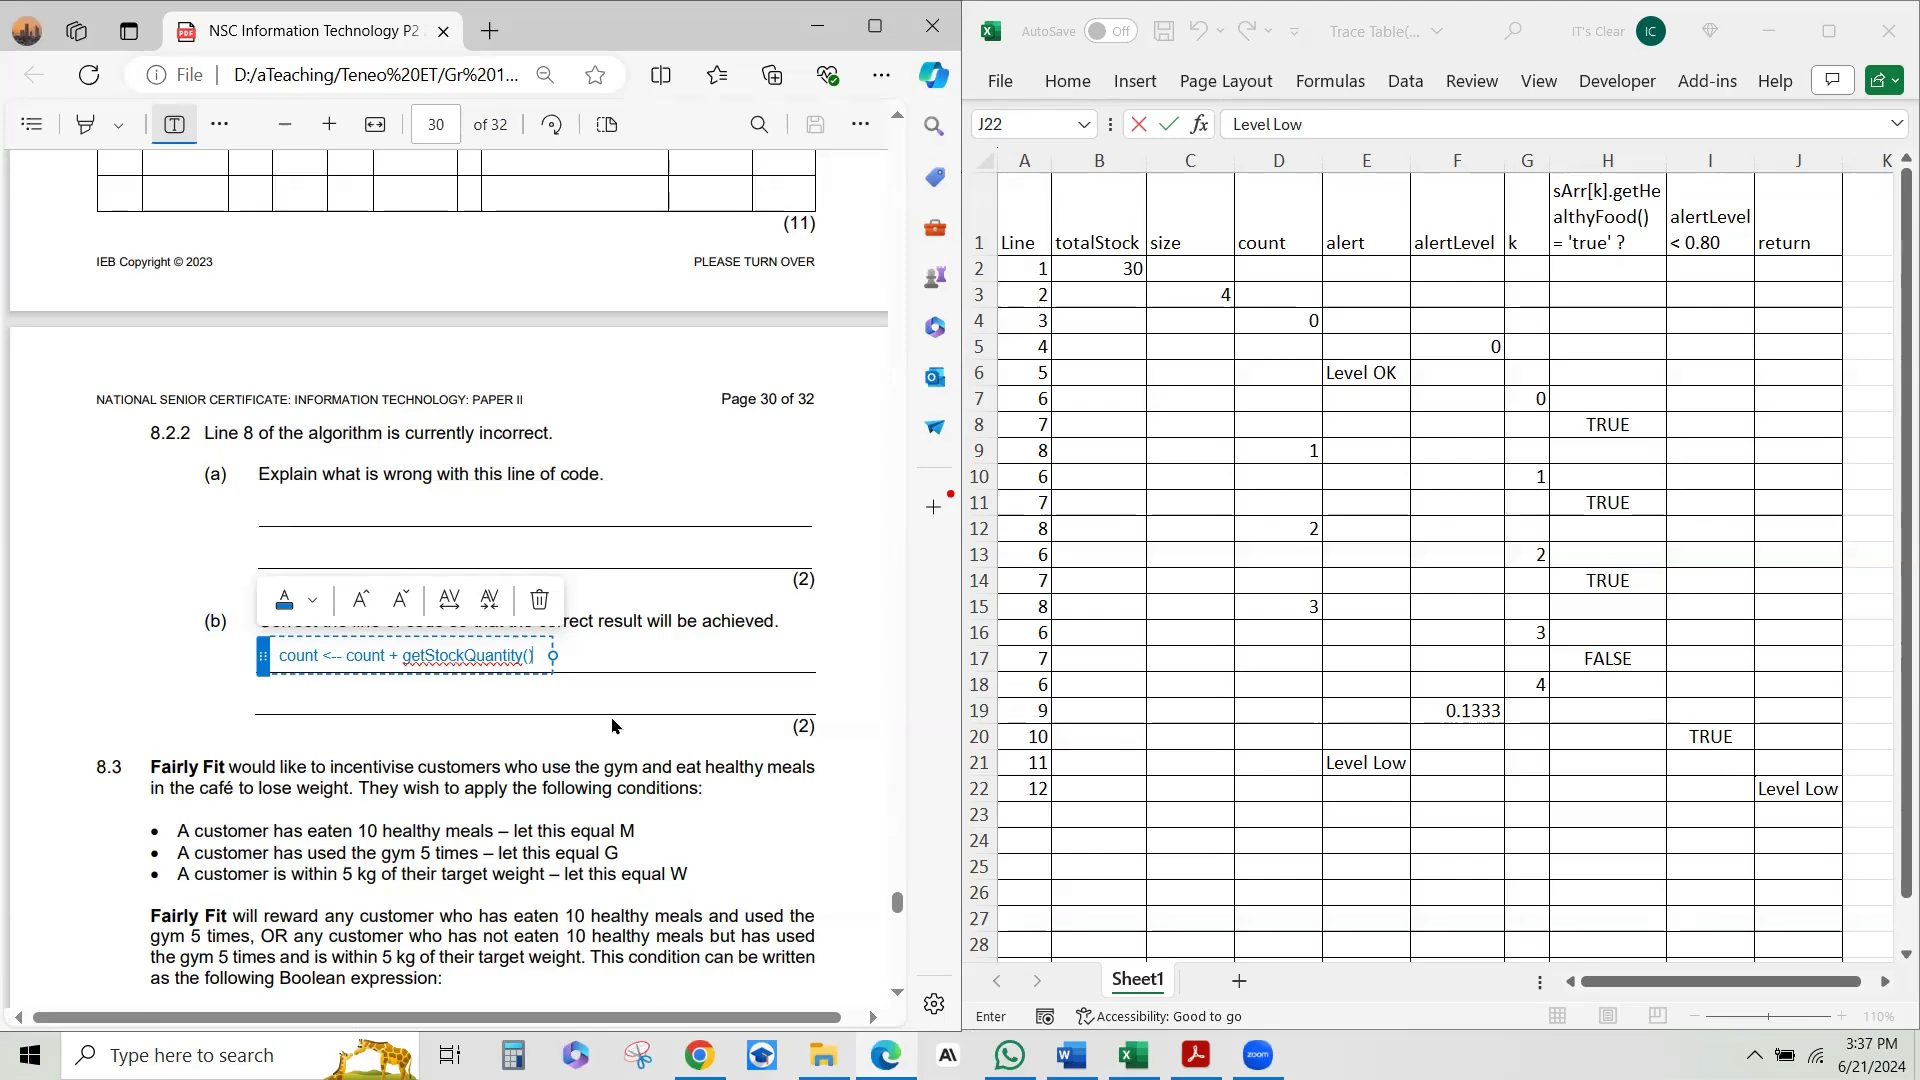 NSC Information Technology P2
File
D:/aTeaching/Teneo%20ET/Gr%201...
30
of 32
(11)
IEB Copyright © 2023
PLEASE TURN OVER
NATIONAL SENIOR CERTIFICATE: INFORMATION TECHNOLOGY: PAPER II
Page 30 of 32
8.2.2 Line 8 of the algorithm is currently incorrect.
(a) Explain what is wrong with this line of code.
(2)
(b) rect result will be achieved.
count <-- count + getStockQuantity()
(2)
8.3 Fairly Fit would like to incentivise customers who use the gym and eat healthy meals
in the café to lose weight. They wish to apply the following conditions:
• A customer has eaten 10 healthy meals – let this equal M
• A customer has used the gym 5 times – let this equal G
• A customer is within 5 kg of their target weight – let this equal W
Fairly Fit will reward any customer who has eaten 10 healthy meals and used the
gym 5 times, OR any customer who has not eaten 10 healthy meals but has used
the gym 5 times and is within 5 kg of their target weight. This condition can be written
as the following Boolean expression:
AutoSave Off
Trace Table(...
IT's Clear
IC
File Home Insert Page Layout Formulas Data Review View Developer Add-ins Help
J22
fx
Level Low
A B C D E F G H I J K
1 Line totalStock size count alert alertLevel k sArr[k].getHe
althyFood()
= 'true' ? alertLevel
< 0.80 return
2 1 30
3 2 4
4 3 0
5 4 0
6 5 Level OK
7 6 0
8 7 TRUE
9 8 1
10 6 1
11 7 TRUE
12 8 2
13 6 2
14 7 TRUE
15 8 3
16 6 3
17 7 FALSE
18 6 4
19 9 0.1333
20 10 TRUE
21 11 Level Low
22 12 Level Low
23
24
25
26
27
28
Sheet1
Enter
Accessibility: Good to go
110%
Type here to search
zoom
3:37 PM
6/21/2024